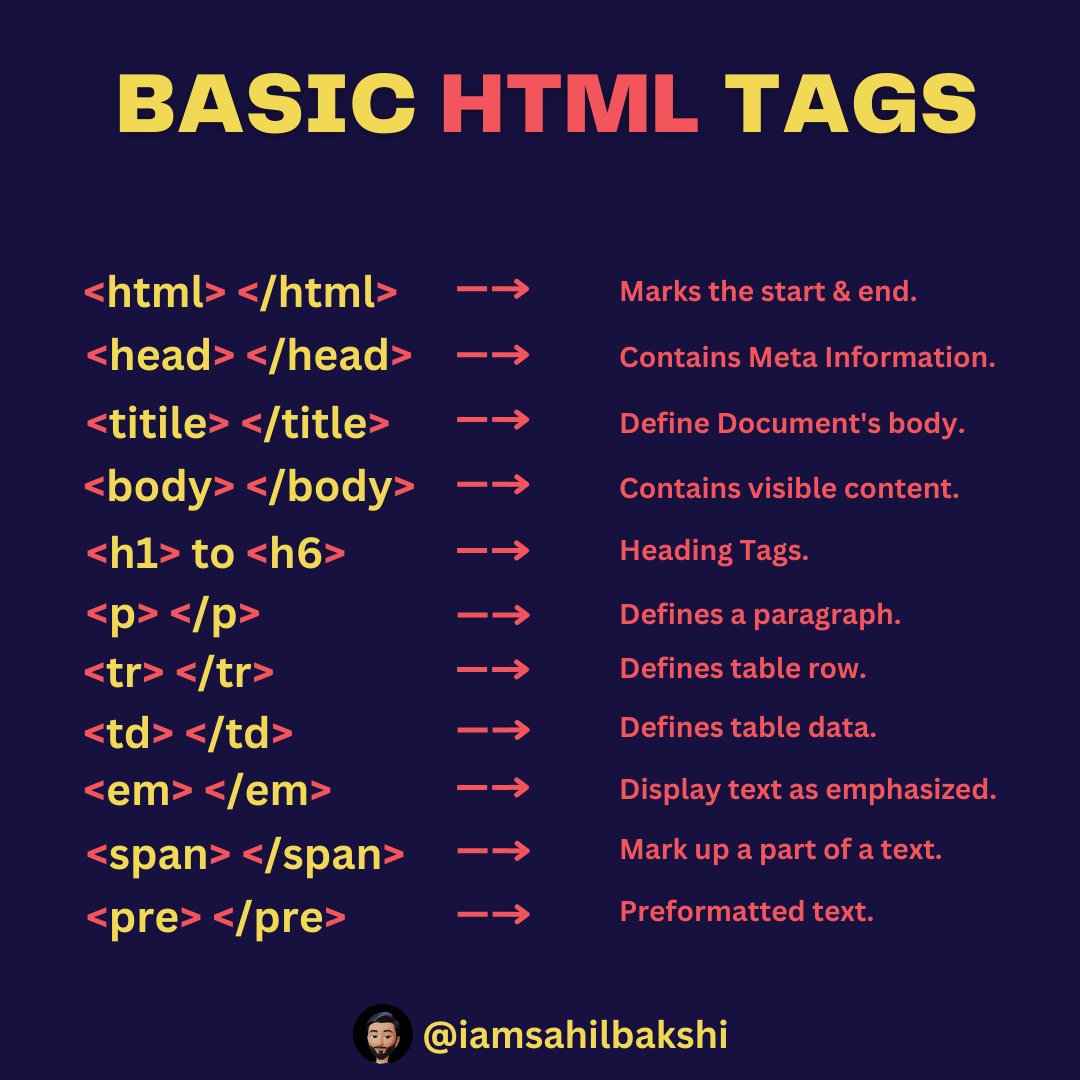 BASIC HTML TAGS
<html> </html> Marks the start & end.
<head> </head> Contains Meta Information.
<titile> </title> Define Document's body.
<body> </body> Contains visible content.
<h1> to <h6> Heading Tags.
<p> </p> Defines a paragraph.
<tr> </tr> Defines table row.
<td> </td> Defines table data.
<em> </em> Display text as emphasized.
<span> </span> Mark up a part of a text.
<pre> </pre> Preformatted text.
@iamsahilbakshi